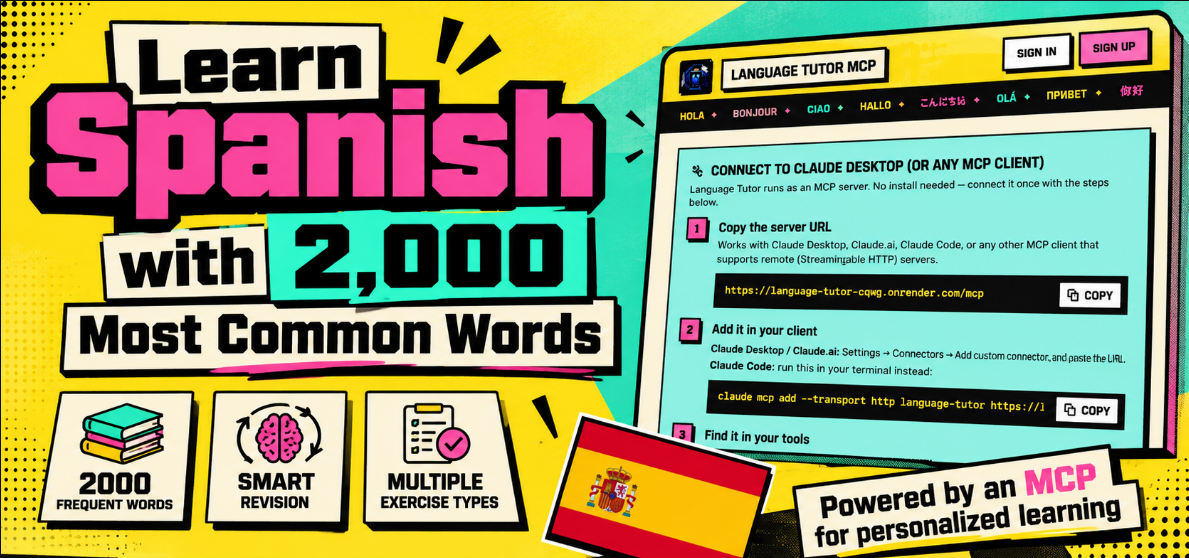 Learn
Spanish
with 2,000
Most Common Words
2000
FREQUENT WORDS
SMART
REVISION
MULTIPLE
EXERCISE TYPES
LANGUAGE TUTOR MCP
SIGN IN
SIGN UP
HOLA ✦ BONJOUR ✦ CIAO ✦ HALLO ✦ こんにちは ✦ OLÁ ✦ ПРИВЕТ ✦ 你好
CONNECT TO CLAUDE DESKTOP (OR ANY MCP CLIENT)
Language Tutor runs as an MCP server. No install needed — connect it once with the steps
below.
1 Copy the server URL
Works with Claude Desktop, Claude.ai, Claude Code, or any other MCP client that
supports remote (Streamingable HTTP) servers.
https://language-tutor-cqwg.onrender.com/mcp
COPY
2 Add it in your client
Claude Desktop / Claude.ai: Settings → Connectors → Add custom connector, and paste the URL.
Claude Code: run this in your terminal instead:
claude mcp add --transport http language-tutor https://l
COPY
3 Find it in your tools
Powered by an MCP
for personalized learning